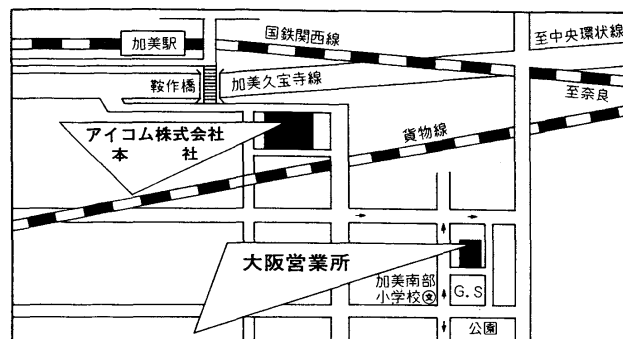 加美駅
国鉄関西線
至中央環状線
鞍作橋
加美久宝寺線
至奈良
アイコム株式会社
本社
貨物線
大阪営業所
加美南部
小学校文
G.S
公園